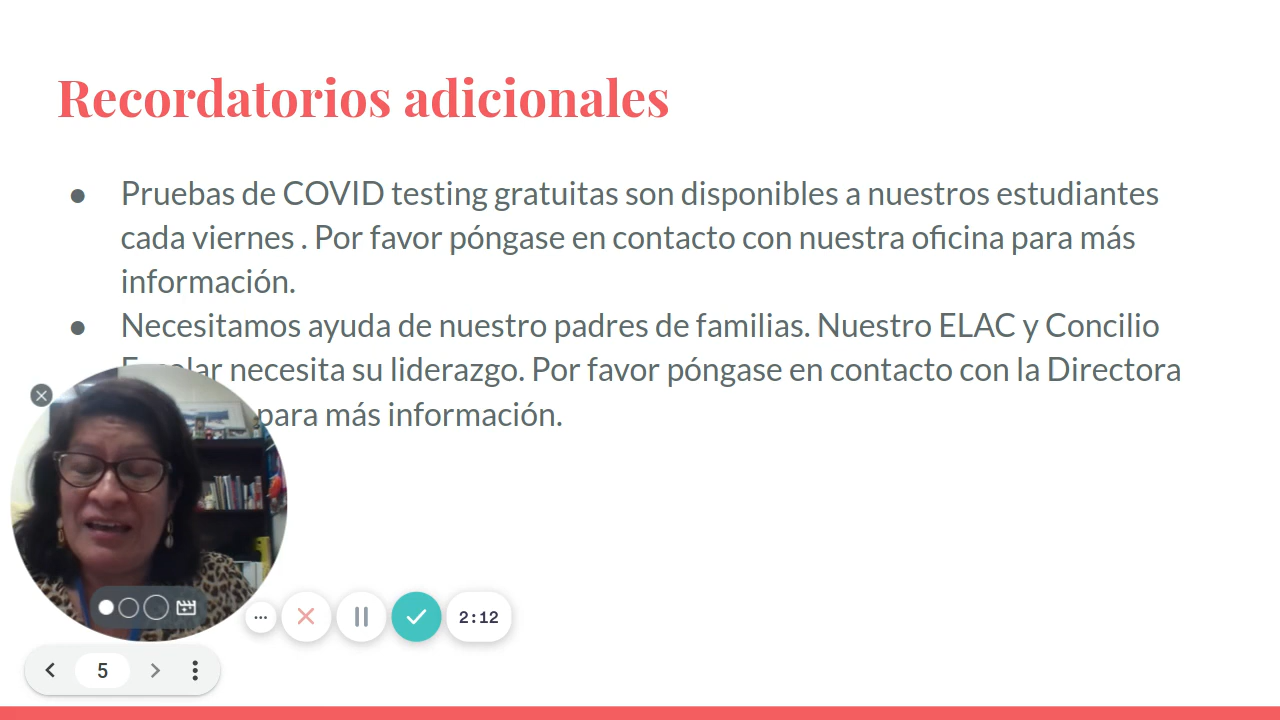 Recordatorios adicionales
● Pruebas de COVID testing gratuitas son disponibles a nuestros estudiantes
cada viernes . Por favor póngase en contacto con nuestra oficina para más
información.
● Necesitamos ayuda de nuestro padres de familias. Nuestro ELAC y Concilio
necesita su liderazgo. Por favor póngase en contacto con la Directora
para más información.
2:12
5